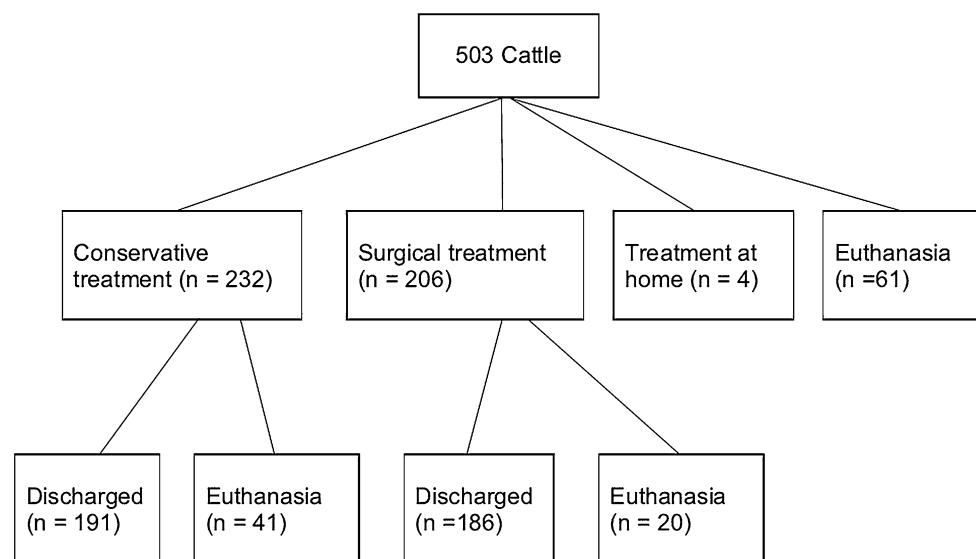 503 Cattle
Conservative
treatment (n = 232)
Surgical treatment
(n = 206)
Treatment at
home (n = 4)
Euthanasia
(n =61)
Discharged
(n = 191)
Euthanasia
(n = 41)
Discharged
(n =186)
Euthanasia
(n = 20)